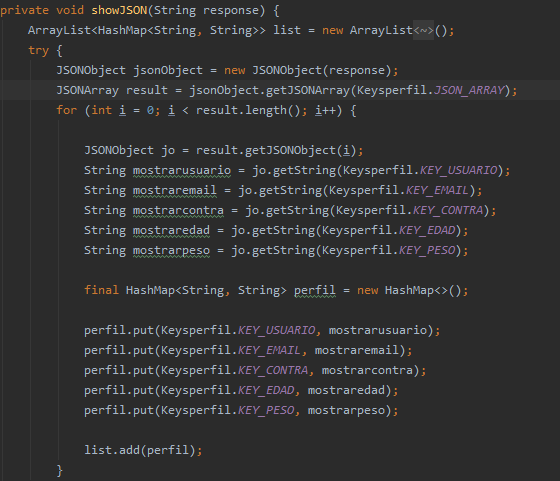 private void showJSON(String response) {
    ArrayList<HashMap<String, String>> list = new ArrayList<~>();
    try {
        JSONObject jsonObject = new JSONObject(response);
        JSONArray result = jsonObject.getJSONArray(Keysperfil.JSON_ARRAY);
        for (int i = 0; i < result.length(); i++) {

            JSONObject jo = result.getJSONObject(i);
            String mostrarusuario = jo.getString(Keysperfil.KEY_USUARIO);
            String mostraremail = jo.getString(Keysperfil.KEY_EMAIL);
            String mostrarcontra = jo.getString(Keysperfil.KEY_CONTRA);
            String mostraredad = jo.getString(Keysperfil.KEY_EDAD);
            String mostrarpeso = jo.getString(Keysperfil.KEY_PESO);

            final HashMap<String, String> perfil = new HashMap<>();

            perfil.put(Keysperfil.KEY_USUARIO, mostrarusuario);
            perfil.put(Keysperfil.KEY_EMAIL, mostraremail);
            perfil.put(Keysperfil.KEY_CONTRA, mostrarcontra);
            perfil.put(Keysperfil.KEY_EDAD, mostraredad);
            perfil.put(Keysperfil.KEY_PESO, mostrarpeso);

            list.add(perfil);
        }